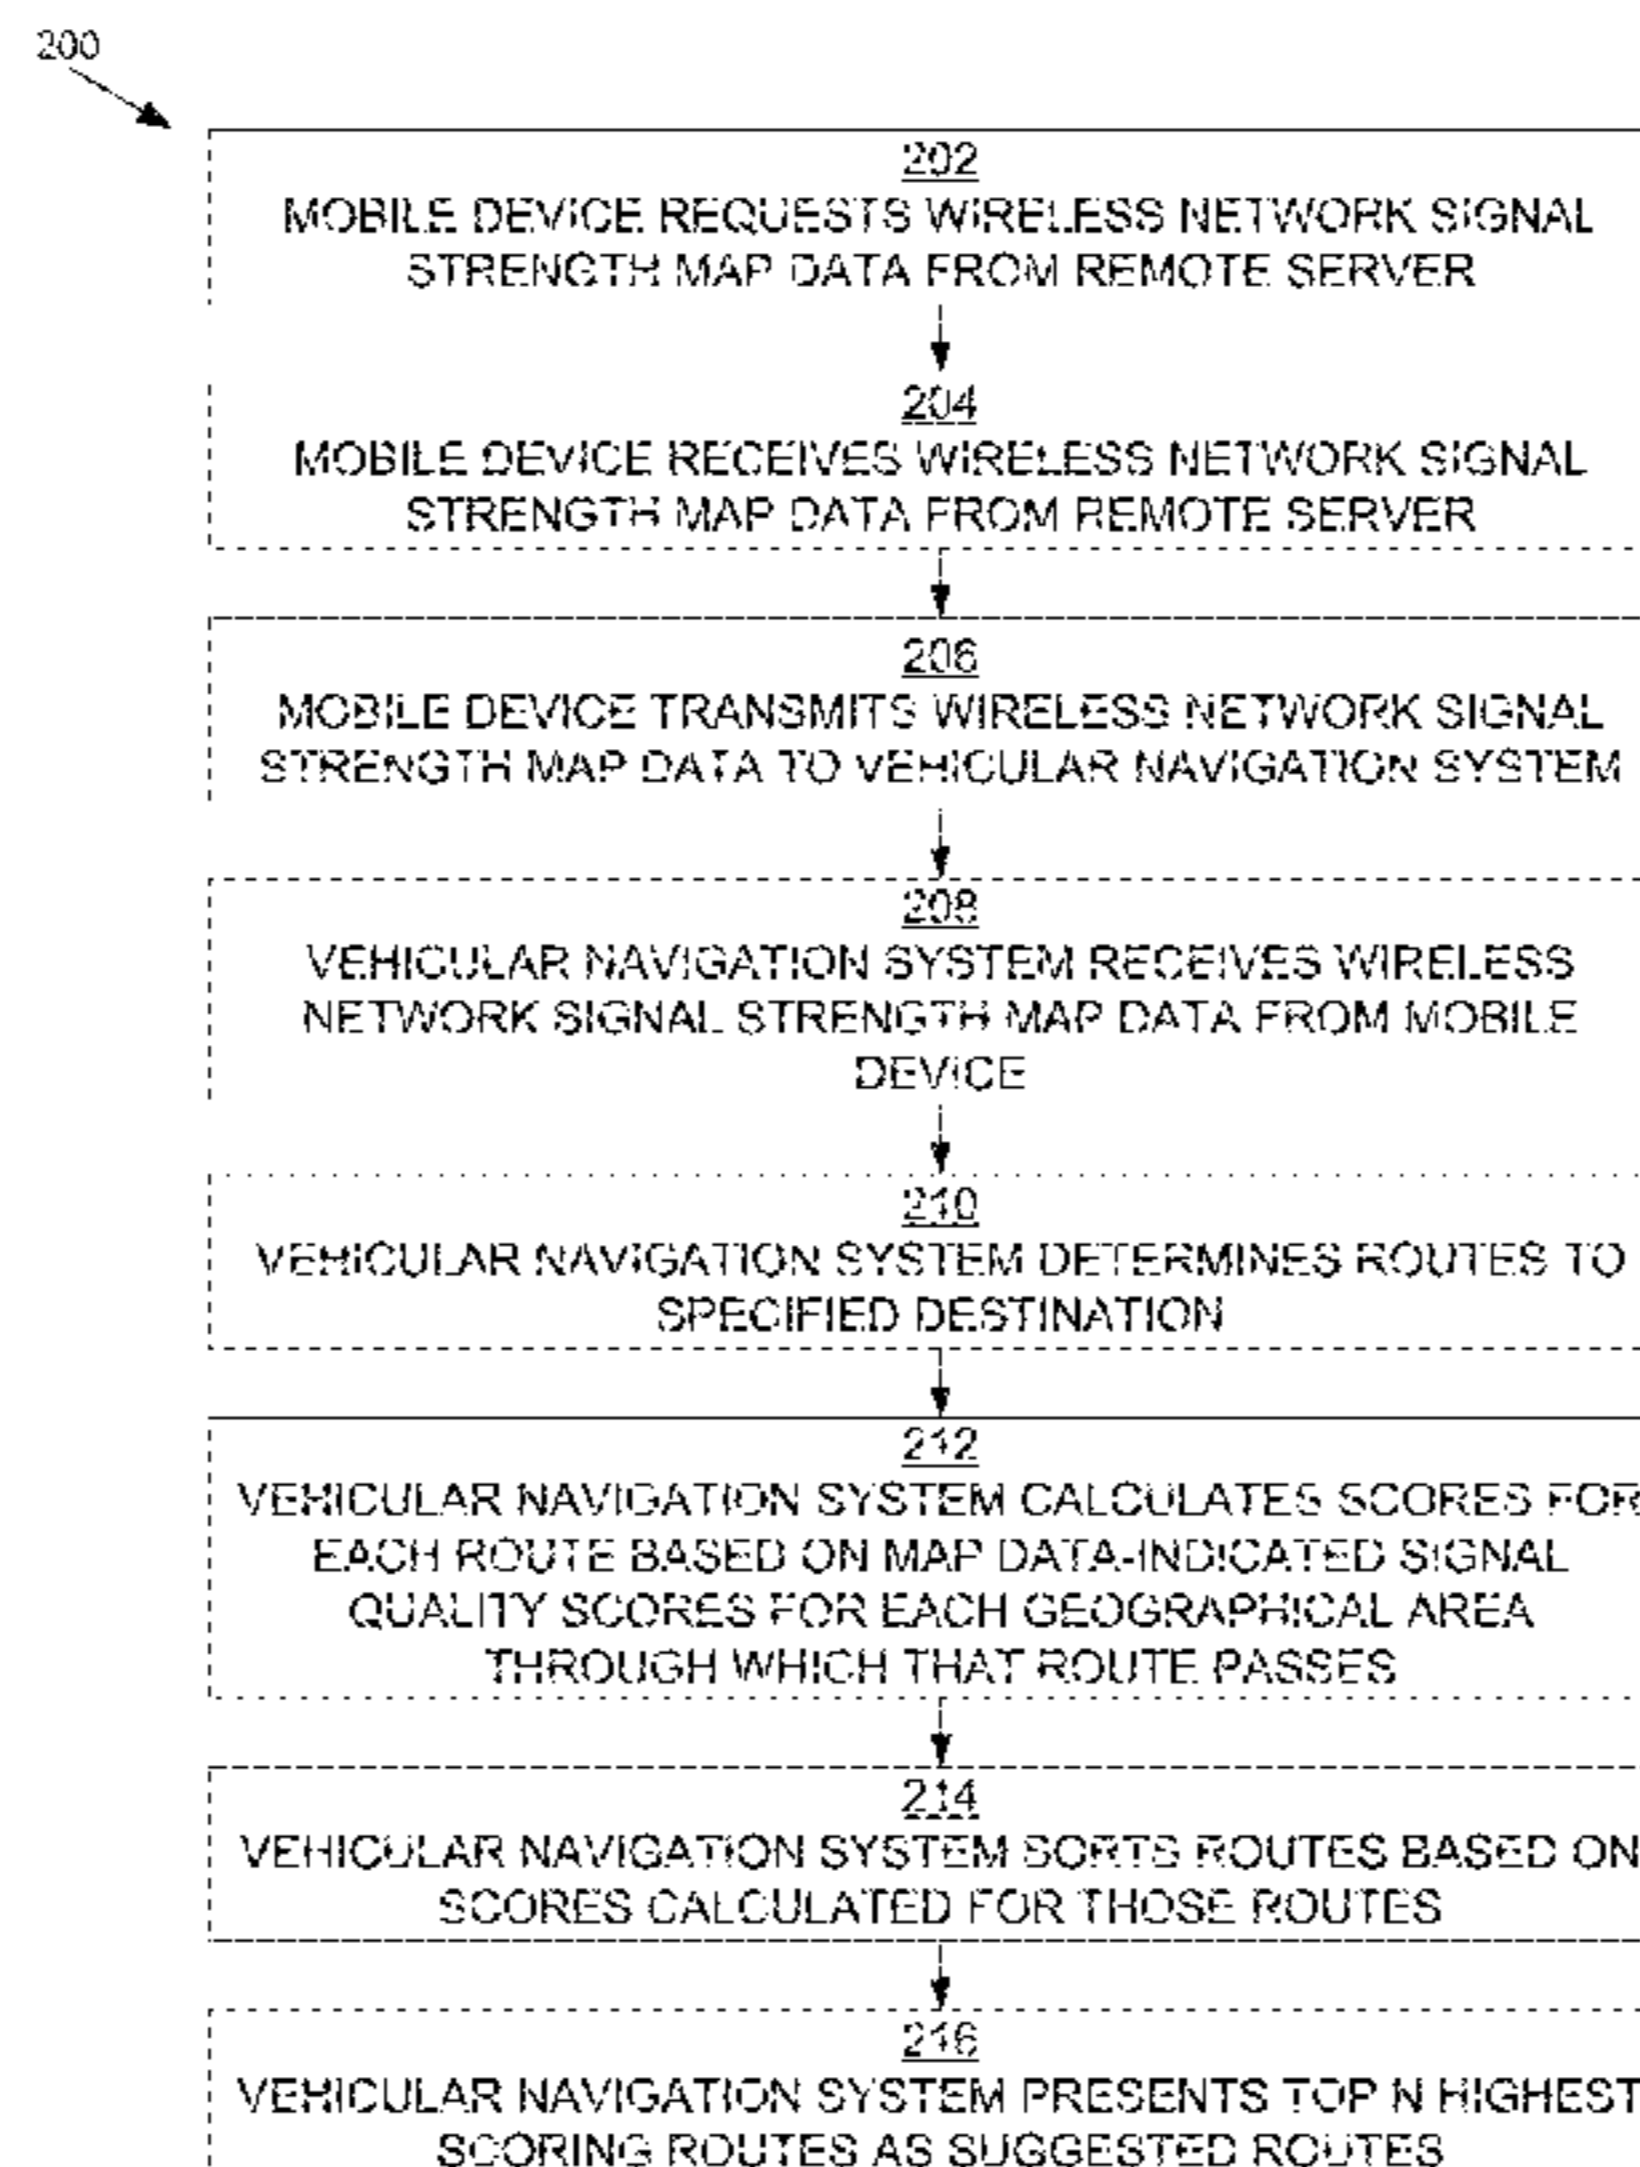 200
202
MOBILE DEVICE REQUESTS WIRELESS NETWORK SIGNAL
STRENGTH MAP DATA FROM REMOTE SERVER
204
MOBILE DEVICE RECEIVES WIRELESS NETWORK SIGNAL
STRENGTH MAP DATA FROM REMOTE SERVER
206
MOBILE DEVICE TRANSMITS WIRELESS NETWORK SIGNAL
STRENGTH MAP DATA TO VEHICULAR NAVIGATION SYSTEM
208
VEHICULAR NAVIGATION SYSTEM RECEIVES WIRELESS
NETWORK SIGNAL STRENGTH MAP DATA FROM MOBILE
DEVICE
210
VEHICULAR NAVIGATION SYSTEM DETERMINES ROUTES TO
SPECIFIED DESTINATION
212
VEHICULAR NAVIGATION SYSTEM CALCULATES SCORES FOR
EACH ROUTE BASED ON MAP DATA-INDICATED SIGNAL
QUALITY SCORES FOR EACH GEOGRAPHICAL AREA
THROUGH WHICH THAT ROUTE PASSES
214
VEHICULAR NAVIGATION SYSTEM SORTS ROUTES BASED ON
SCORES CALCULATED FOR THOSE ROUTES
216
VEHICULAR NAVIGATION SYSTEM PRESENTS TOP N HIGHEST
SCORING ROUTES AS SUGGESTED ROUTES